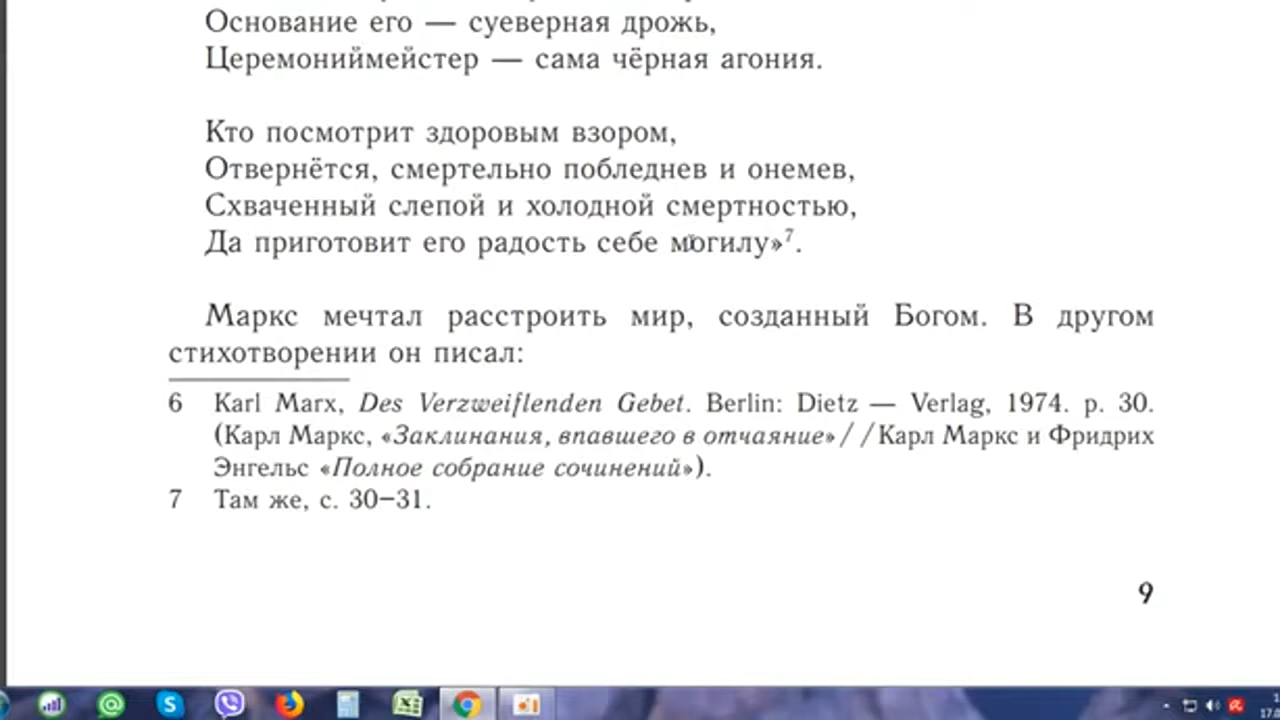 Основание его — суеверная дрожь,
Церемониймейстер — сама чёрная агония.
Кто посмотрит здоровым взором,
Отвернётся, смертельно побледнев и онемев,
Схваченный слепой и холодной смертностью,
Да приготовит его радость себе могилу»7.
Маркс мечтал расстроить мир, созданный Богом. В другом
стихотворении он писал:
6 Karl Marx, Des Verzweiflenden Gebet. Berlin: Dietz — Verlag, 1974. p. 30.
(Карл Маркс, «Заклинания, впавшего в отчаяние»//Карл Маркс и Фридрих
Энгельс «Полное собрание сочинений»).
7 Там же, с. 30–31.
9